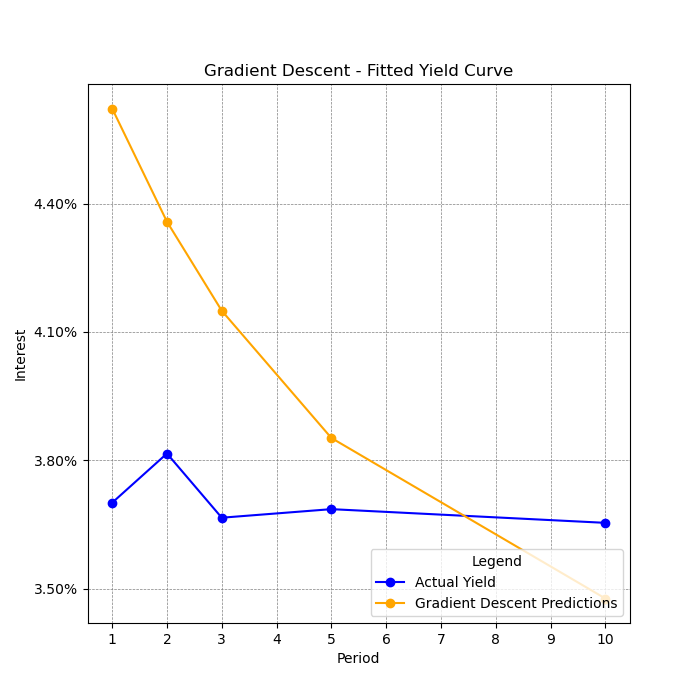 Gradient Descent - Fitted Yield Curve
4.40%
4.10%
3.80%
3.50%
Interest
Legend
Actual Yield
Gradient Descent Predictions
1 2 3 4 5 6 7 8 9 10
Period